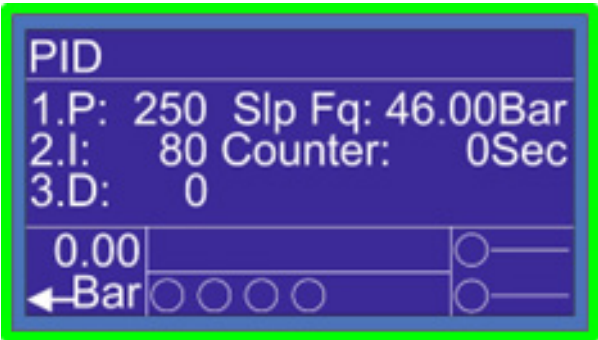 PID
1.P: 250 Slp Fq: 46.00Bar
2.I: 80 Counter: 0Sec
3.D: 0
0.00
Bar